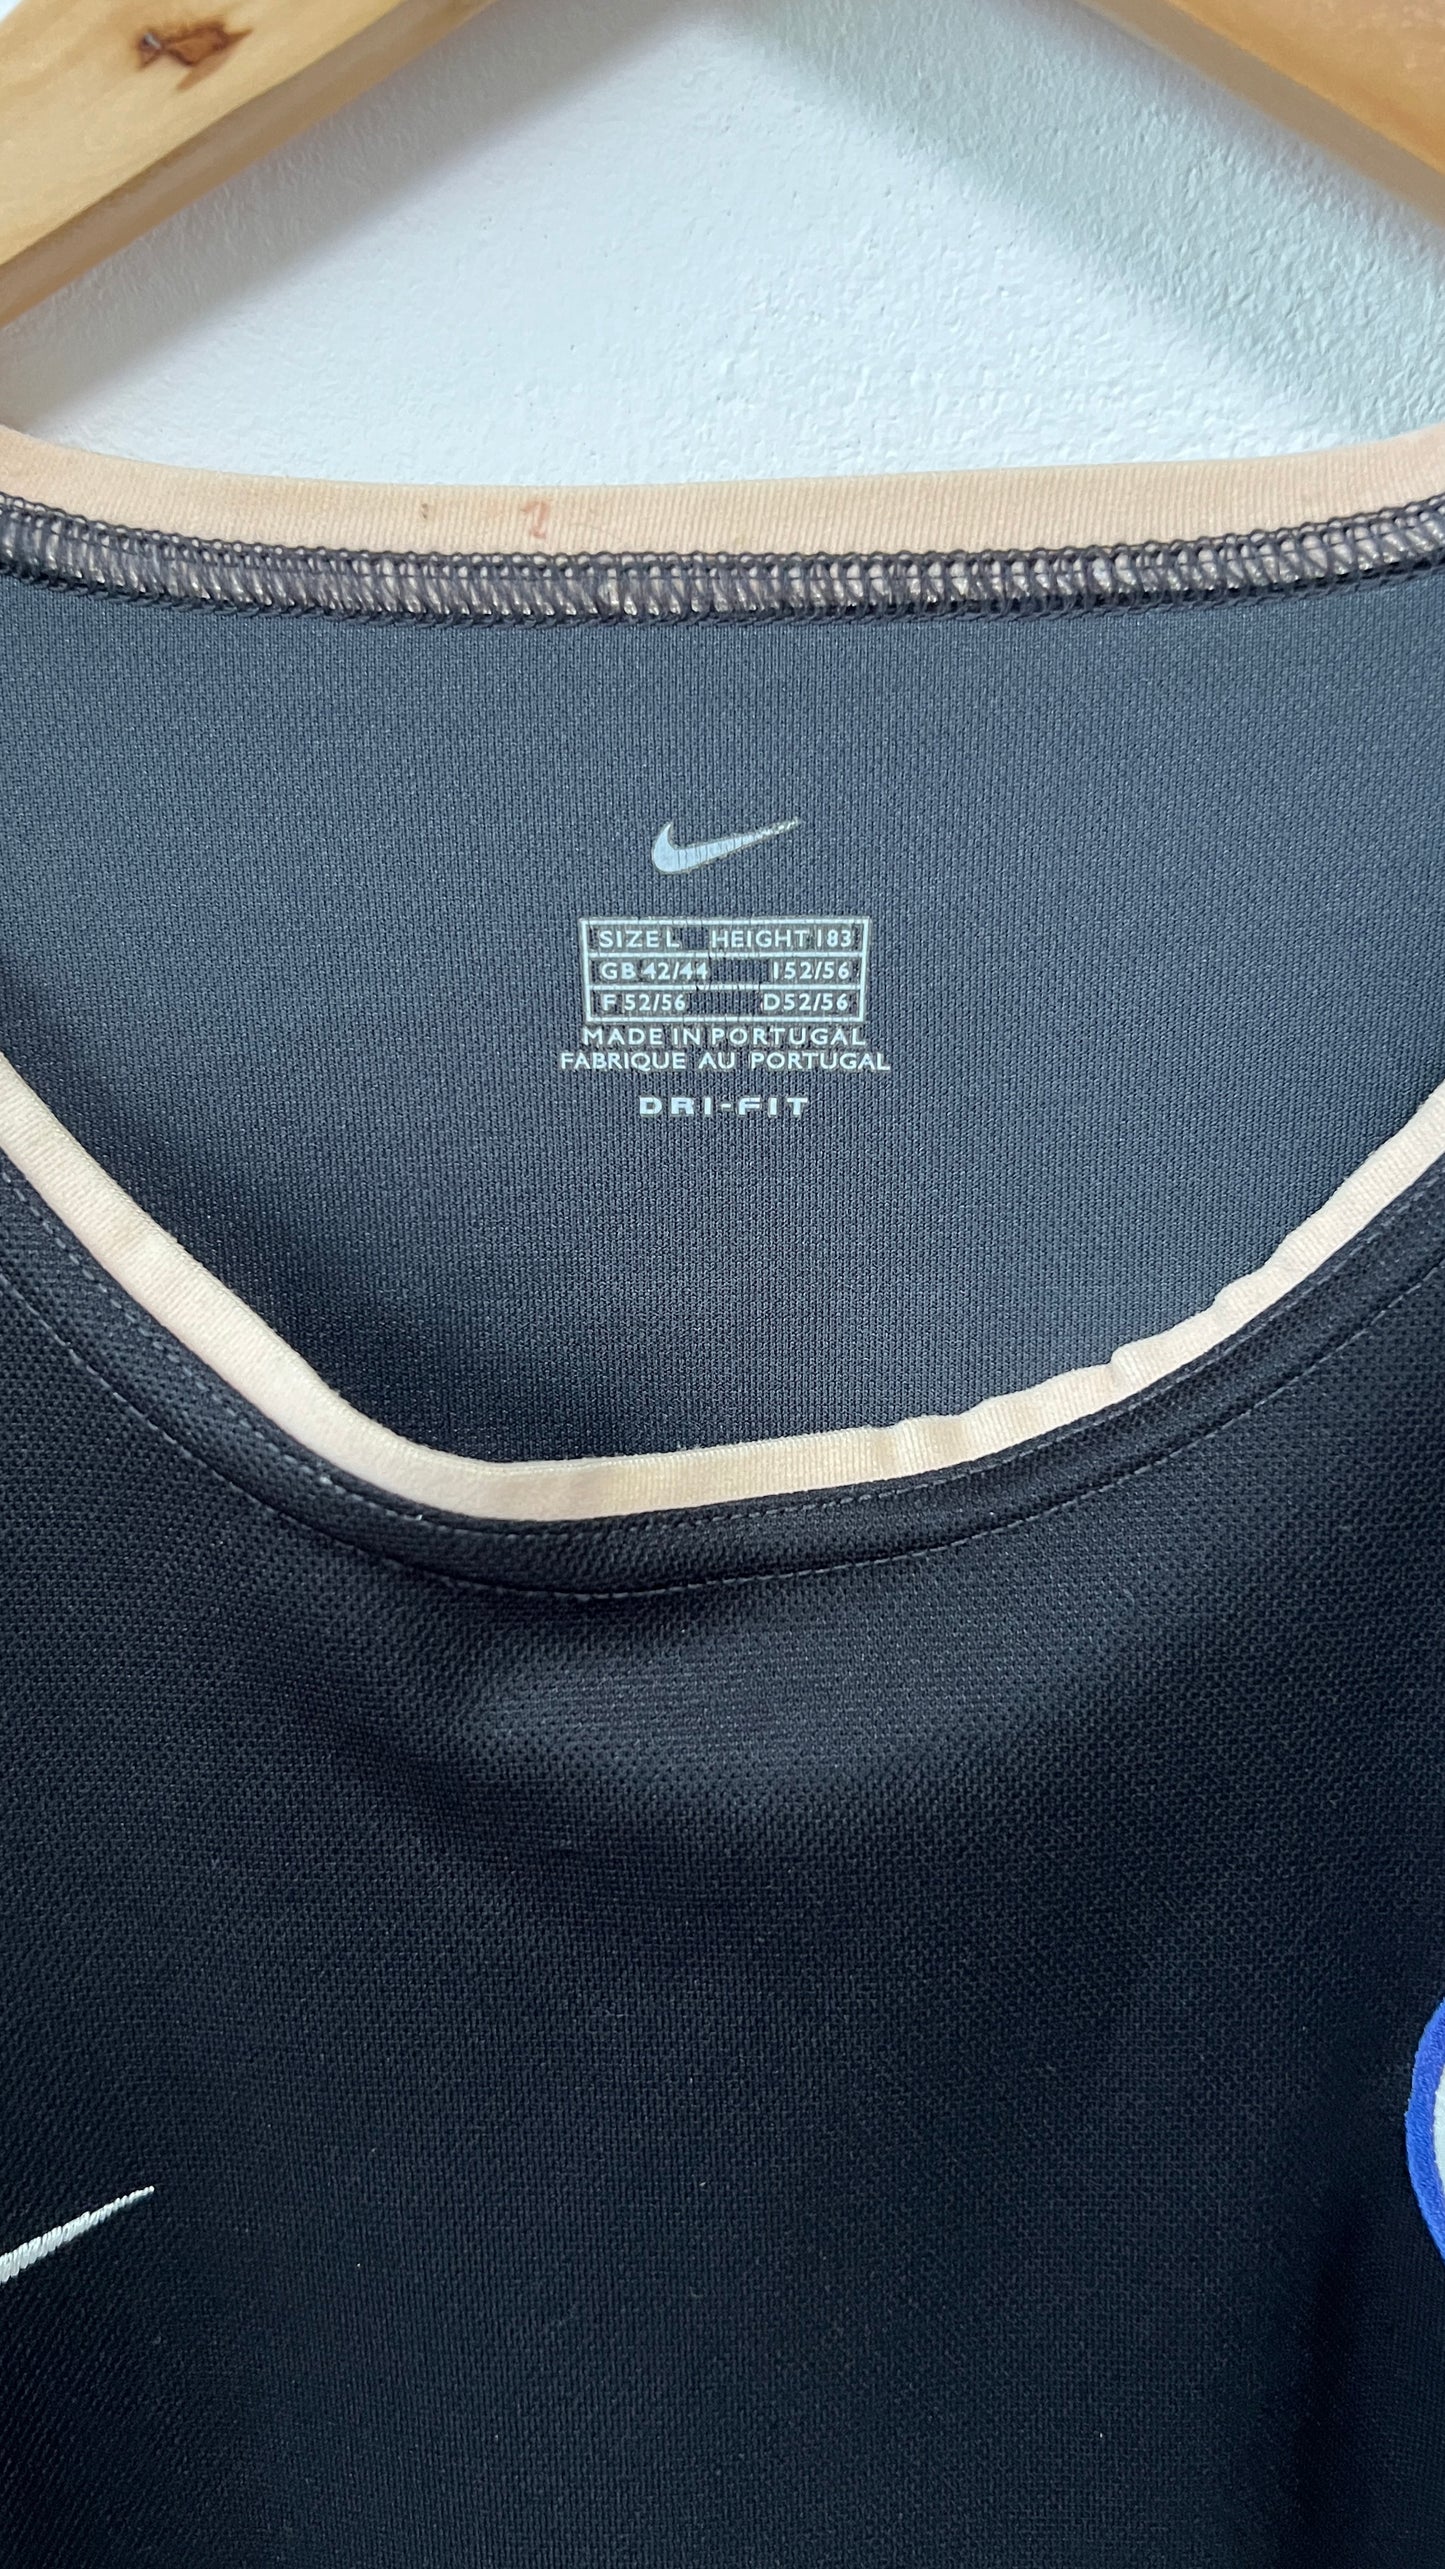 SIZE L HEIGHT 183
GB 42/44 I 52/56
F 52/56 D 52/56
MADE IN PORTUGAL
FABRIQUE AU PORTUGAL
DRI-FIT